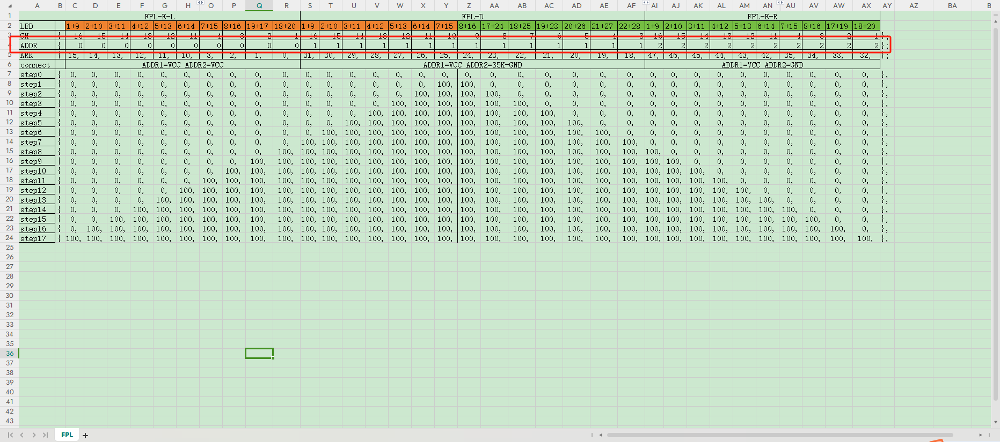 A B C D E F G H O P Q R S T U V W X Y Z AA AB AC AD AE AF AI AJ AK AL AM AN AU AV AW AX AY AZ BA B
1 FPL-E-L FPL-D FPL-E-R
2 LED 1+9 2+10 3+11 4+12 5+13 6+14 7+15 8+16 19+17 18+20 1+9 2+10 3+11 4+12 5+13 6+14 7+15 8+16 17+24 18+25 19+23 20+26 21+27 22+28 1+9 2+10 3+11 4+12 5+13 6+14 7+15 8+16 17+19 18+20
3 CH { 16 15 14 13 12 11 4 3 2 1 16 15 14 13 12 11 10 9 8 7 6 5 4 3 16 15 14 13 12 11 4 3 2 1 },
4 ADDR { 0 0 0 0 0 0 0 0 0 0 1 1 1 1 1 1 1 1 1 1 1 1 1 1 2 2 2 2 2 2 2 2 2 2 },
5 ARR { 15, 14, 13, 12, 11, 10, 3, 2, 1, 0, 31, 30, 29, 28, 27, 26, 25, 24, 23, 22, 21, 20, 19, 18, 47, 46, 45, 44, 43, 42, 35, 34, 33, 32, },
6 connect ADDR1=VCC ADDR2=VCC ADDR1=VCC ADDR2=35K-GND ADDR1=VCC ADDR2=GND
7 step0 { 0, 0, 0, 0, 0, 0, 0, 0, 0, 0, 0, 0, 0, 0, 0, 0, 0, 0, 0, 0, 0, 0, 0, 0, 0, 0, 0, 0, 0, 0, 0, 0, 0, 0, },
8 step1 { 0, 0, 0, 0, 0, 0, 0, 0, 0, 0, 0, 0, 0, 0, 0, 0, 100, 100, 0, 0, 0, 0, 0, 0, 0, 0, 0, 0, 0, 0, 0, 0, 0, 0, },
9 step2 { 0, 0, 0, 0, 0, 0, 0, 0, 0, 0, 0, 0, 0, 0, 0, 100, 100, 100, 100, 0, 0, 0, 0, 0, 0, 0, 0, 0, 0, 0, 0, 0, 0, 0, },
10 step3 { 0, 0, 0, 0, 0, 0, 0, 0, 0, 0, 0, 0, 0, 0, 100, 100, 100, 100, 100, 100, 0, 0, 0, 0, 0, 0, 0, 0, 0, 0, 0, 0, 0, 0, },
11 step4 { 0, 0, 0, 0, 0, 0, 0, 0, 0, 0, 0, 0, 0, 100, 100, 100, 100, 100, 100, 100, 100, 0, 0, 0, 0, 0, 0, 0, 0, 0, 0, 0, 0, 0, },
12 step5 { 0, 0, 0, 0, 0, 0, 0, 0, 0, 0, 0, 0, 100, 100, 100, 100, 100, 100, 100, 100, 100, 100, 0, 0, 0, 0, 0, 0, 0, 0, 0, 0, 0, 0, },
13 step6 { 0, 0, 0, 0, 0, 0, 0, 0, 0, 0, 0, 100, 100, 100, 100, 100, 100, 100, 100, 100, 100, 100, 100, 0, 0, 0, 0, 0, 0, 0, 0, 0, 0, 0, },
14 step7 { 0, 0, 0, 0, 0, 0, 0, 0, 0, 0, 100, 100, 100, 100, 100, 100, 100, 100, 100, 100, 100, 100, 100, 100, 0, 0, 0, 0, 0, 0, 0, 0, 0, 0, },
15 step8 { 0, 0, 0, 0, 0, 0, 0, 0, 0, 100, 100, 100, 100, 100, 100, 100, 100, 100, 100, 100, 100, 100, 100, 100, 100, 0, 0, 0, 0, 0, 0, 0, 0, 0, },
16 step9 { 0, 0, 0, 0, 0, 0, 0, 0, 100, 100, 100, 100, 100, 100, 100, 100, 100, 100, 100, 100, 100, 100, 100, 100, 100, 100, 0, 0, 0, 0, 0, 0, 0, 0, },
17 step10 { 0, 0, 0, 0, 0, 0, 0, 100, 100, 100, 100, 100, 100, 100, 100, 100, 100, 100, 100, 100, 100, 100, 100, 100, 100, 100, 100, 0, 0, 0, 0, 0, 0, 0, },
18 step11 { 0, 0, 0, 0, 0, 0, 100, 100, 100, 100, 100, 100, 100, 100, 100, 100, 100, 100, 100, 100, 100, 100, 100, 100, 100, 100, 100, 100, 0, 0, 0, 0, 0, 0, },
19 step12 { 0, 0, 0, 0, 0, 100, 100, 100, 100, 100, 100, 100, 100, 100, 100, 100, 100, 100, 100, 100, 100, 100, 100, 100, 100, 100, 100, 100, 100, 0, 0, 0, 0, 0, },
20 step13 { 0, 0, 0, 0, 100, 100, 100, 100, 100, 100, 100, 100, 100, 100, 100, 100, 100, 100, 100, 100, 100, 100, 100, 100, 100, 100, 100, 100, 100, 100, 0, 0, 0, 0, },
21 step14 { 0, 0, 0, 100, 100, 100, 100, 100, 100, 100, 100, 100, 100, 100, 100, 100, 100, 100, 100, 100, 100, 100, 100, 100, 100, 100, 100, 100, 100, 100, 100, 0, 0, 0, },
22 step15 { 0, 0, 100, 100, 100, 100, 100, 100, 100, 100, 100, 100, 100, 100, 100, 100, 100, 100, 100, 100, 100, 100, 100, 100, 100, 100, 100, 100, 100, 100, 100, 100, 0, 0, },
23 step16 { 0, 100, 100, 100, 100, 100, 100, 100, 100, 100, 100, 100, 100, 100, 100, 100, 100, 100, 100, 100, 100, 100, 100, 100, 100, 100, 100, 100, 100, 100, 100, 100, 100, 0, },
24 step17 { 100, 100, 100, 100, 100, 100, 100, 100, 100, 100, 100, 100, 100, 100, 100, 100, 100, 100, 100, 100, 100, 100, 100, 100, 100, 100, 100, 100, 100, 100, 100, 100, 100, 100, },
25
26
27
28
29
30
31
32
33
34
35
36
37
38
39
40
41
42
43
FPL +